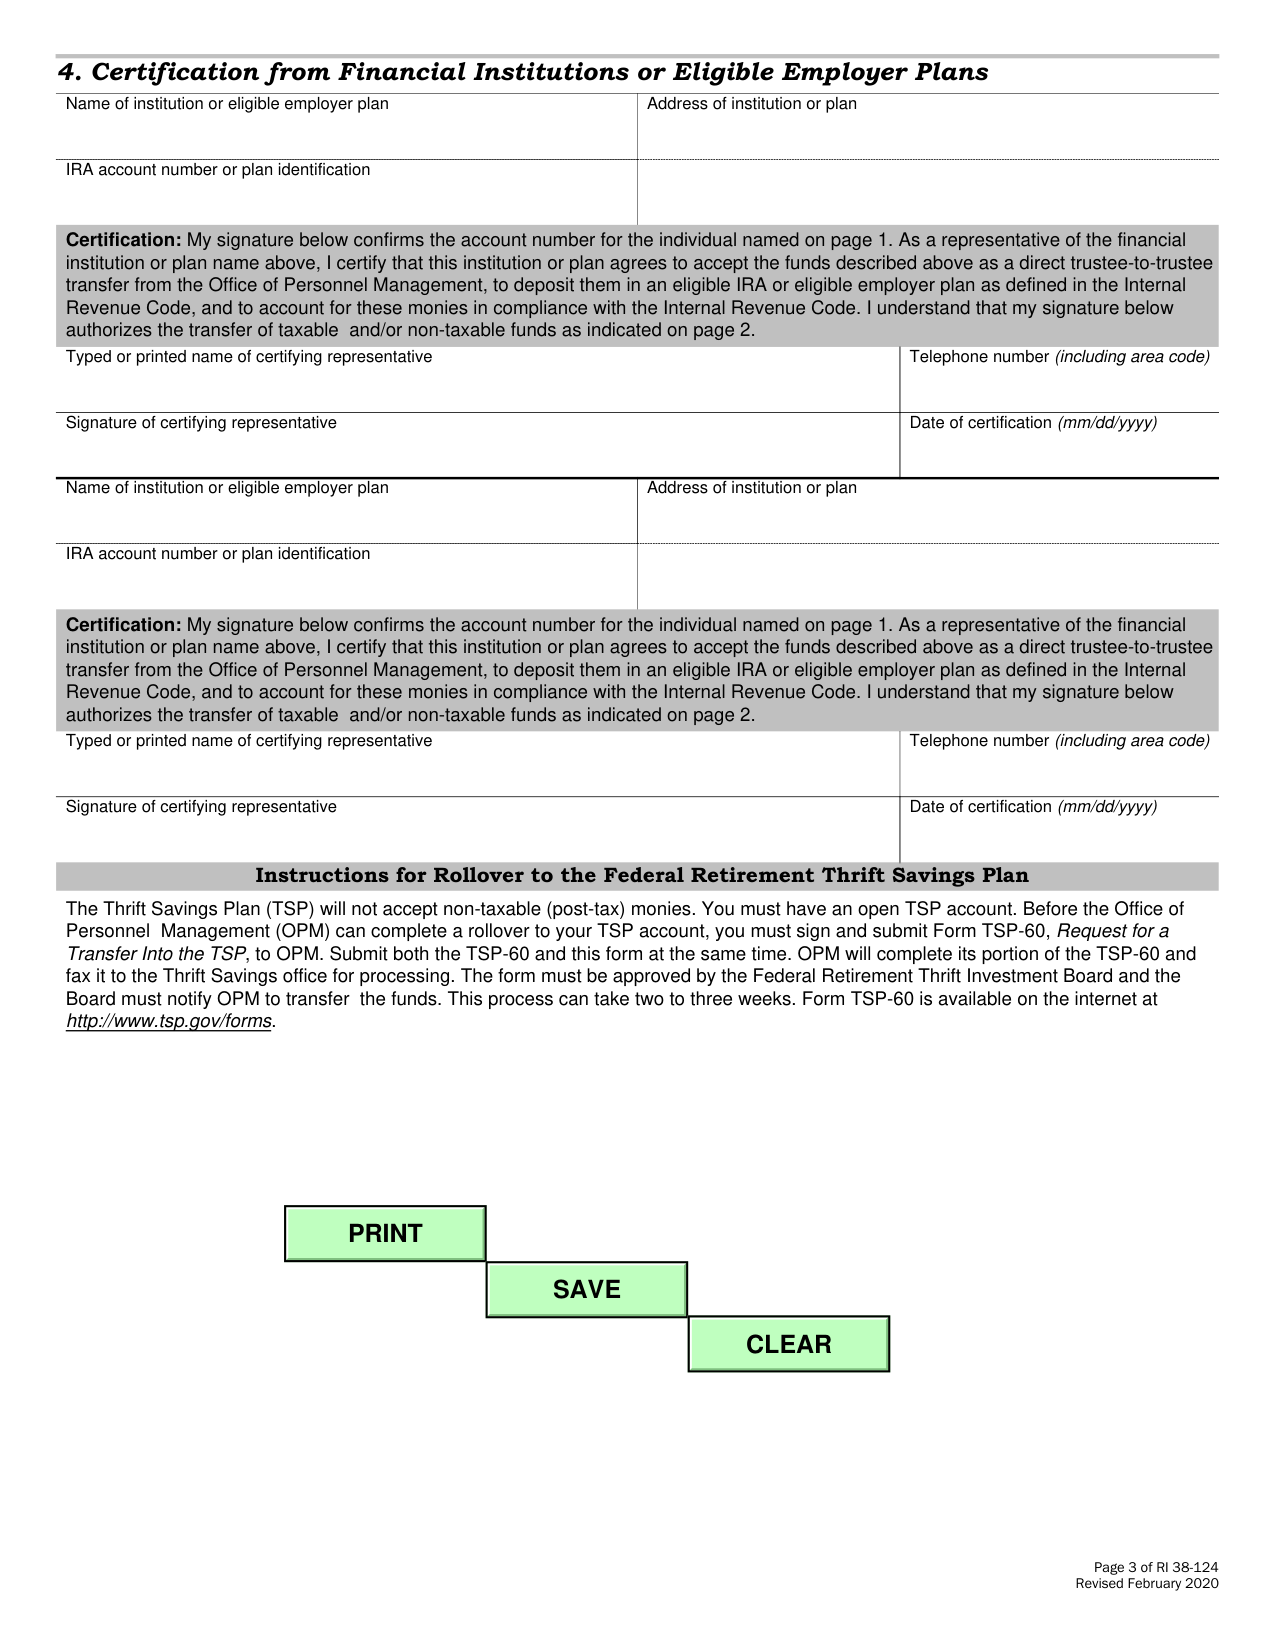 4. Certification from Financial Institutions or Eligible Employer Plans
Name of institution or eligible employer plan
Address of institution or plan
IRA account number or plan identification
Certification: My signature below confirms the account number for the individual named on page 1. As a representative of the financial
institution or plan name above, I certify that this institution or plan agrees to accept the funds described above as a direct trustee-to-trustee
transfer from the Office of Personnel Management, to deposit them in an eligible IRA or eligible employer plan as defined in the Internal
Revenue Code, and to account for these monies in compliance with the Internal Revenue Code. I understand that my signature below
authorizes the transfer of taxable  and/or non-taxable funds as indicated on page 2.
Typed or printed name of certifying representative
Telephone number (including area code)
Signature of certifying representative
Date of certification (mm/dd/yyyy)
Name of institution or eligible employer plan
Address of institution or plan
IRA account number or plan identification
Certification: My signature below confirms the account number for the individual named on page 1. As a representative of the financial
institution or plan name above, I certify that this institution or plan agrees to accept the funds described above as a direct trustee-to-trustee
transfer from the Office of Personnel Management, to deposit them in an eligible IRA or eligible employer plan as defined in the Internal
Revenue Code, and to account for these monies in compliance with the Internal Revenue Code. I understand that my signature below
authorizes the transfer of taxable  and/or non-taxable funds as indicated on page 2.
Typed or printed name of certifying representative
Telephone number (including area code)
Signature of certifying representative
Date of certification (mm/dd/yyyy)
Instructions for Rollover to the Federal Retirement Thrift Savings Plan
The Thrift Savings Plan (TSP) will not accept non-taxable (post-tax) monies. You must have an open TSP account. Before the Office of
Personnel  Management (OPM) can complete a rollover to your TSP account, you must sign and submit Form TSP-60, Request for a
Transfer Into the TSP, to OPM. Submit both the TSP-60 and this form at the same time. OPM will complete its portion of the TSP-60 and
fax it to the Thrift Savings office for processing. The form must be approved by the Federal Retirement Thrift Investment Board and the
Board must notify OPM to transfer  the funds. This process can take two to three weeks. Form TSP-60 is available on the internet at
http://www.tsp.gov/forms.
PRINT
SAVE
CLEAR
Page 3 of RI 38-124
Revised February 2020